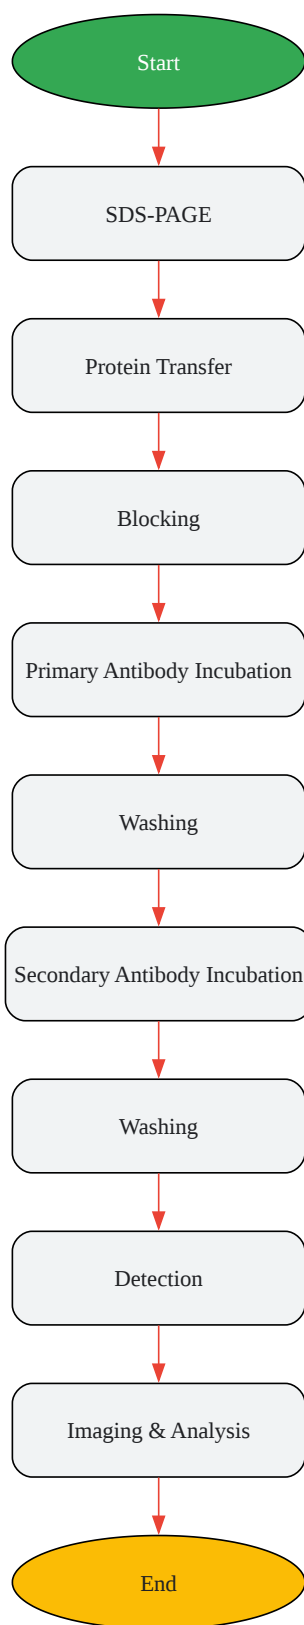 Start
SDS-PAGE
Protein Transfer
Blocking
Primary Antibody Incubation
Washing
Secondary Antibody Incubation
Washing
Detection
Imaging & Analysis
End